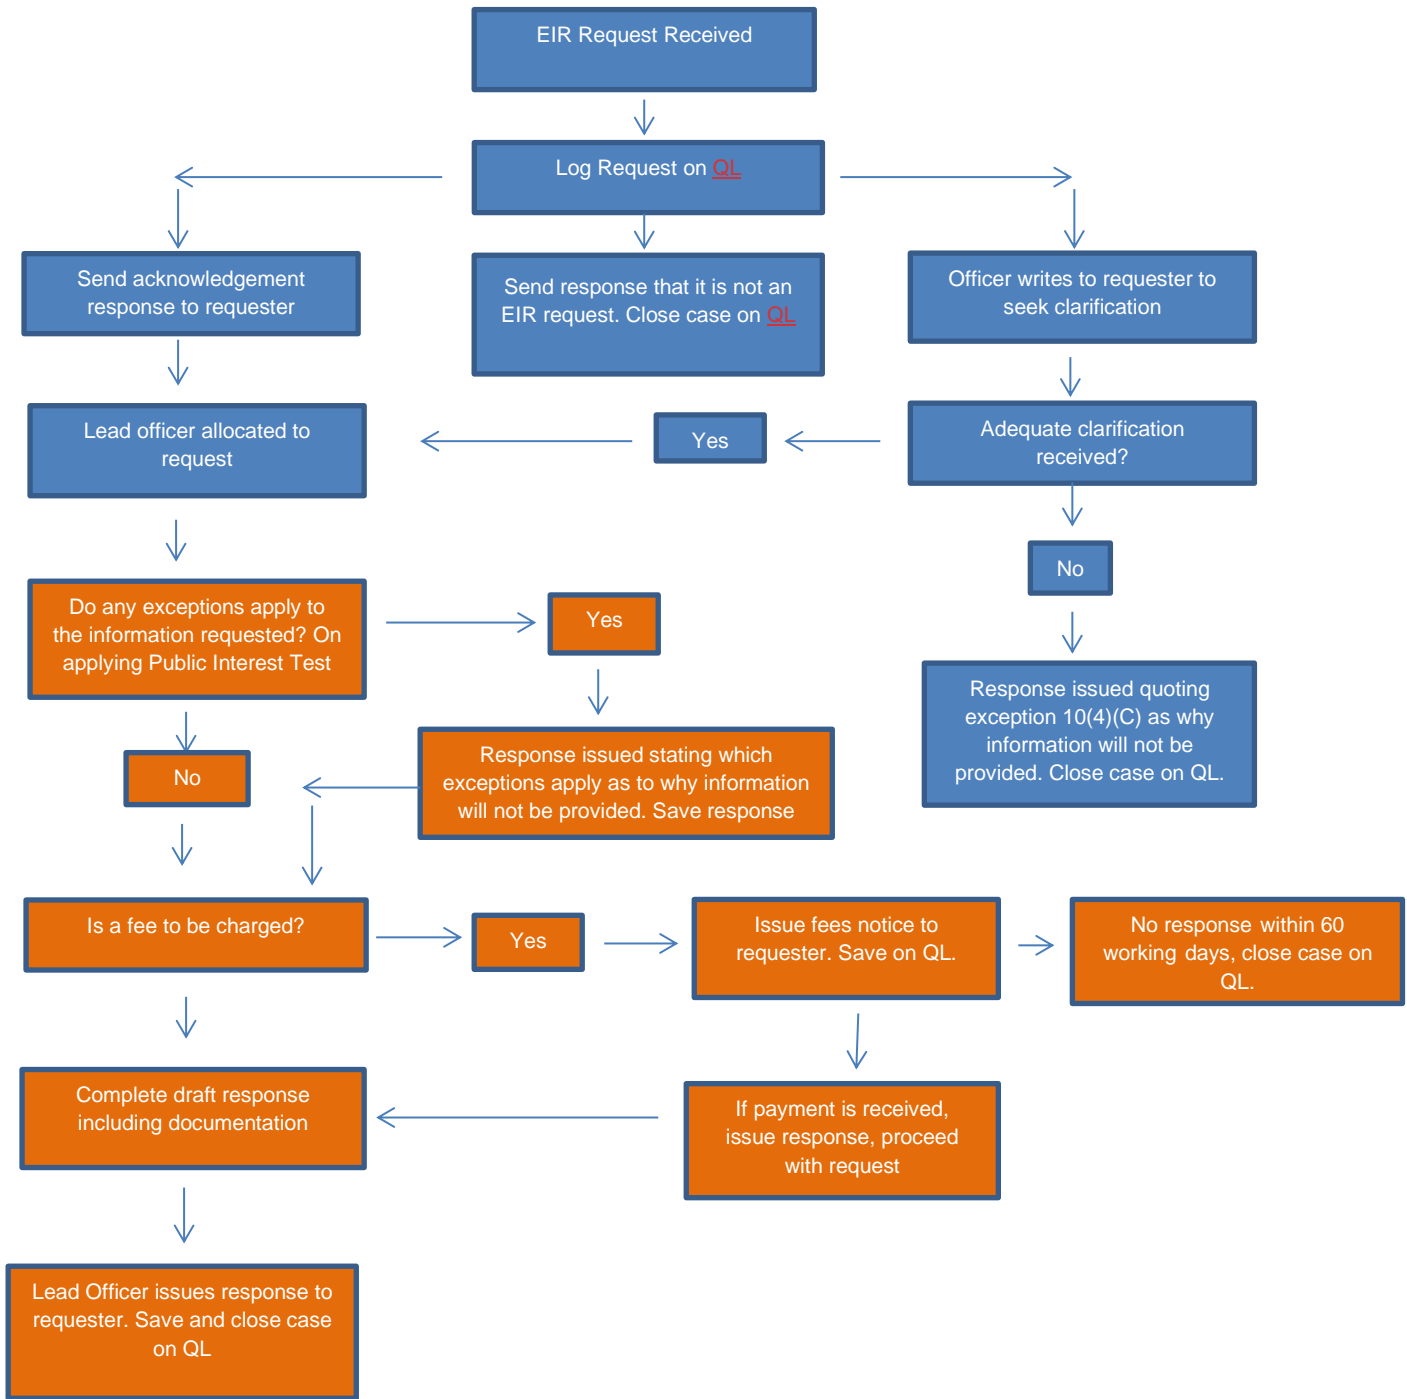 EIR Request Received
Log Request on QL
Send acknowledgement
response to requester
Send response that it is not an
EIR request. Close case on QL
Officer writes to requester to
seek clarification
Lead officer allocated to
request
Yes
Adequate clarification
received?
No
Do any exceptions apply to
the information requested? On
applying Public Interest Test
Yes
Response issued quoting
exception 10(4)(C) as why
information will not be
provided. Close case on QL.
No
Response issued stating which
exceptions apply as to why information
will not be provided. Save response
Is a fee to be charged?
Yes
Issue fees notice to
requester. Save on QL.
No response within 60
working days, close case on
QL.
Complete draft response
including documentation
If payment is received,
issue response, proceed
with request
Lead Officer issues response to
requester. Save and close case
on QL